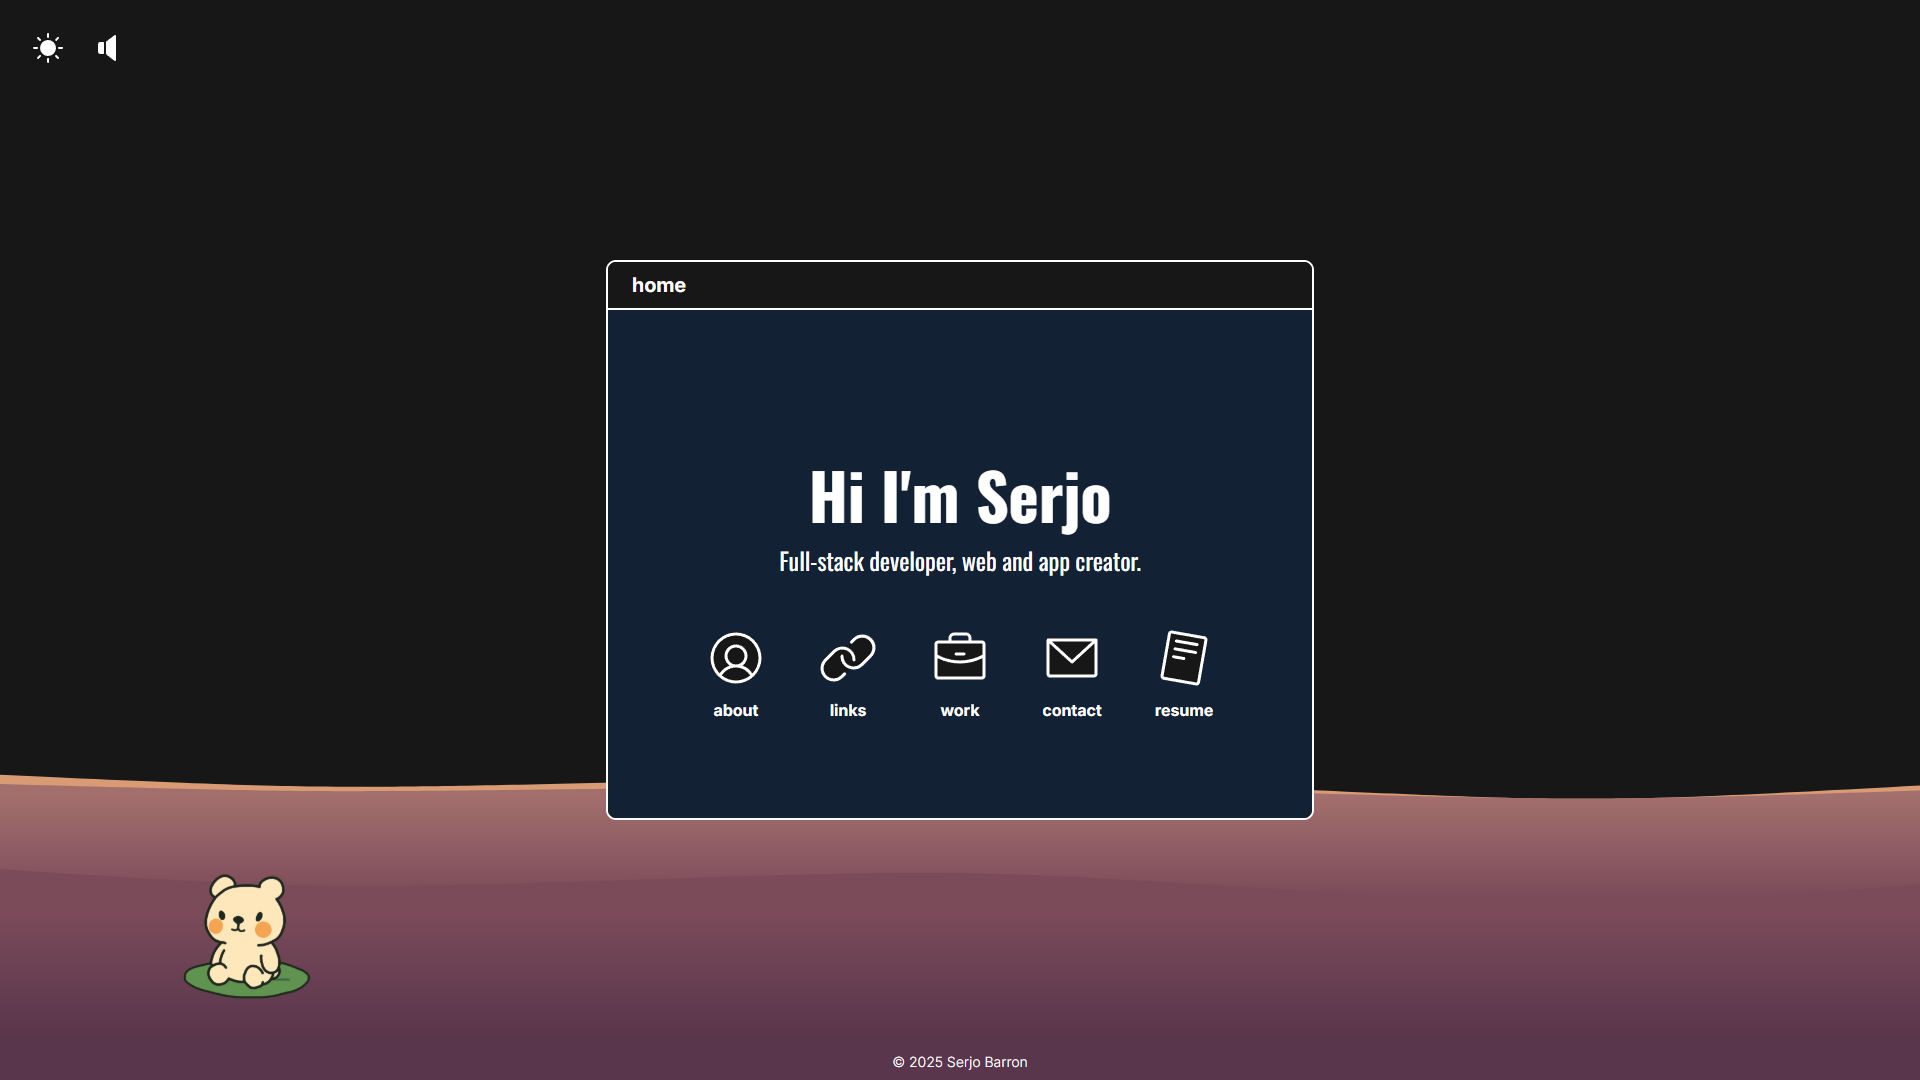 home
Hi I'm Serjo
Full-stack developer, web and app creator.
about
links
work
contact
resume
© 2025 Serjo Barron